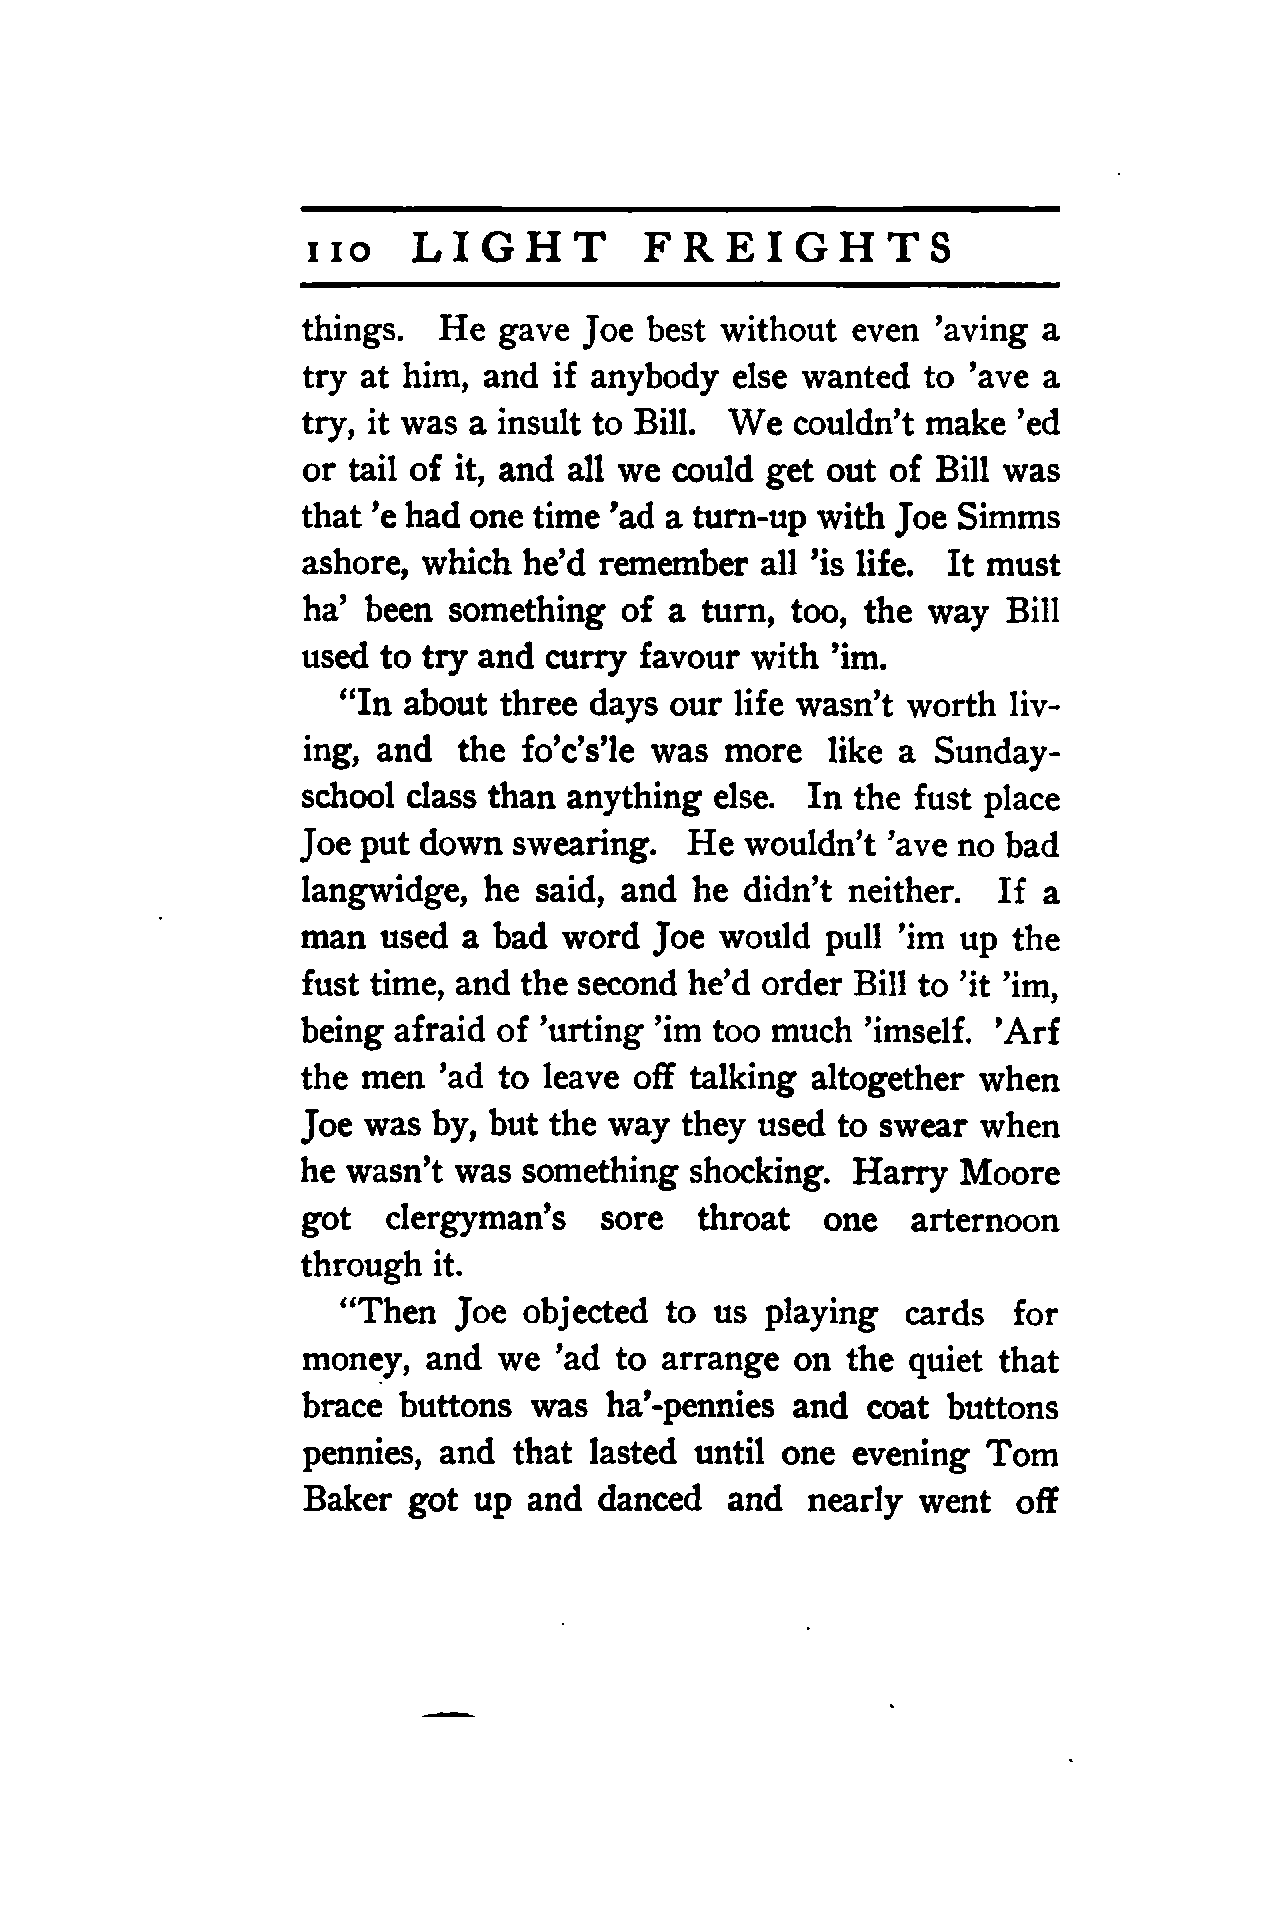 110 LIGHT FREIGHTS
things. He gave Joe best without even 'aving a
try at him, and if anybody else wanted to 'ave a
try, it was a insult to Bill. We couldn't make 'ed
or tail of it, and all we could get out of Bill was
that 'e had one time 'ad a turn-up with Joe Simms
ashore, which he'd remember all 'is life. It must
ha' been something of a turn, too, the way Bill
used to try and curry favour with 'im.
"In about three days our life wasn't worth liv-
ing, and the fo'c's'le was more like a Sunday-
school class than anything else. In the fust place
Joe put down swearing. He wouldn't 'ave no bad
langwidge, he said, and he didn't neither. If a
man used a bad word Joe would pull 'im up the
fust time, and the second he'd order Bill to 'it 'im,
being afraid of 'urting 'im too much 'imself. 'Arf
the men 'ad to leave off talking altogether when
Joe was by, but the way they used to swear when
he wasn't was something shocking. Harry Moore
got clergyman's sore throat one arternoon
through it.
"Then Joe objected to us playing cards for
money, and we 'ad to arrange on the quiet that
brace buttons was ha'-pennies and coat buttons
pennies, and that lasted until one evening Tom
Baker got up and danced and nearly went off